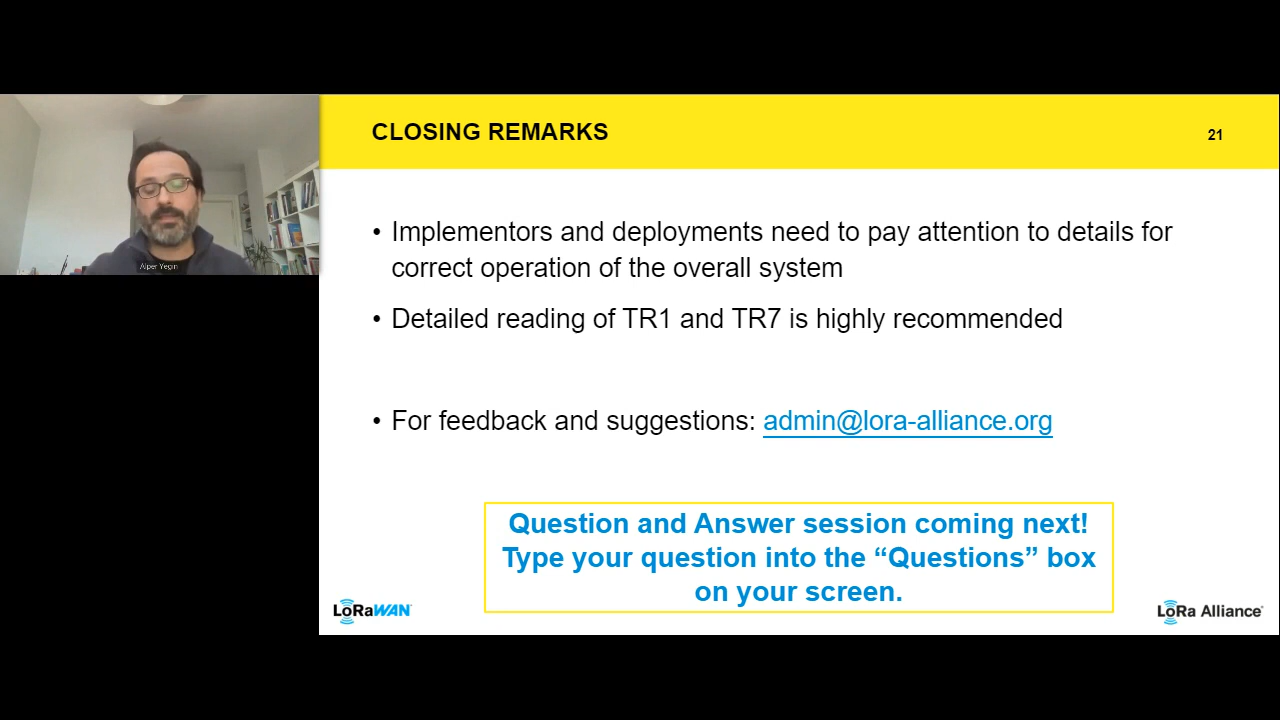 CLOSING REMARKS
21
• Implementors and deployments need to pay attention to details for
correct operation of the overall system
• Detailed reading of TR1 and TR7 is highly recommended
• For feedback and suggestions: admin@lora-alliance.org
Question and Answer session coming next!
Type your question into the “Questions” box
on your screen.
Alper Yegin
LoRaWAN
LoRa Alliance